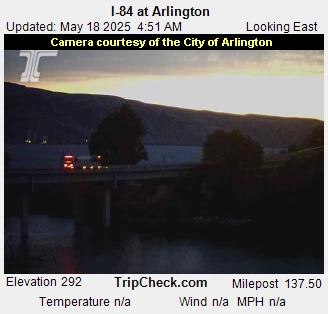 I-84 at Arlington
Updated: May 18 2025 4:51 AM Looking East
Camera courtesy of the City of Arlington
Elevation 292 TripCheck.com Milepost 137.50
Temperature n/a Wind n/a MPH n/a